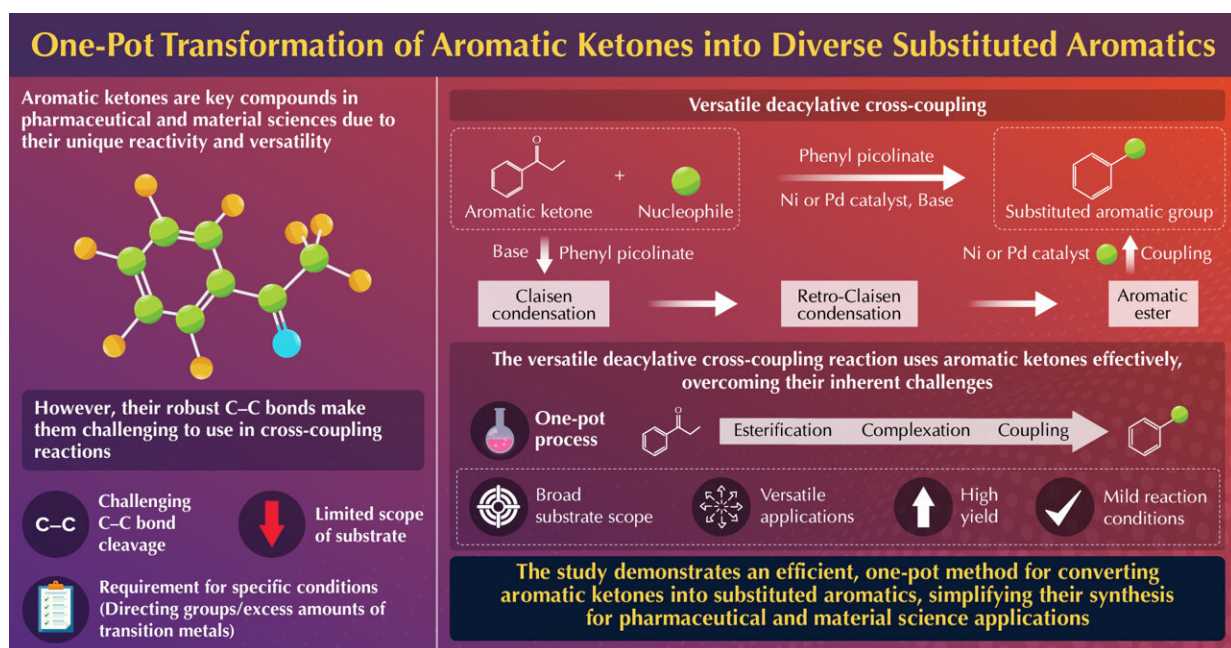 One-Pot Transformation of Aromatic Ketones into Diverse Substituted Aromatics
Aromatic ketones are key compounds in
pharmaceutical and material sciences due to
their unique reactivity and versatility
However, their robust C–C bonds make
them challenging to use in cross-coupling
reactions
C–C
Challenging
C–C bond
cleavage
Limited scope
of substrate
Requirement for specific conditions
(Directing groups/excess amounts of
transition metals)
Versatile deacylative cross-coupling
O
Aromatic ketone
+
Nucleophile
Phenyl picolinate
Ni or Pd catalyst, Base
Substituted aromatic group
Base
Phenyl picolinate
Ni or Pd catalyst
Coupling
Claisen
condensation
Retro-Claisen
condensation
Aromatic
ester
The versatile deacylative cross-coupling reaction uses aromatic ketones effectively,
overcoming their inherent challenges
One-pot
process
O
Esterification Complexation Coupling
Broad
substrate scope
Versatile
applications
High
yield
Mild reaction
conditions
The study demonstrates an efficient, one-pot method for converting
aromatic ketones into substituted aromatics, simplifying their synthesis
for pharmaceutical and material science applications